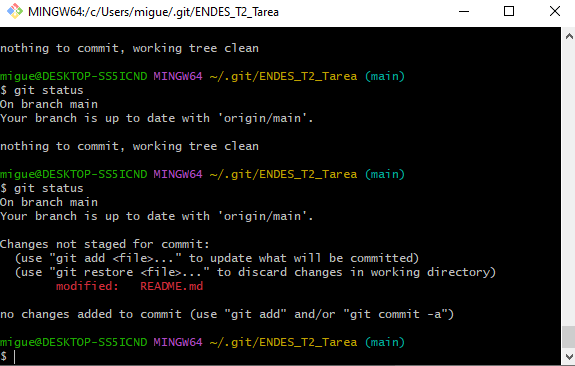 MINGW64:/c/Users/migue/.git/ENDES_T2_Tarea
nothing to commit, working tree clean
migue@DESKTOP-SS5ICND MINGW64 ~/.git/ENDES_T2_Tarea (main)
$ git status
On branch main
Your branch is up to date with 'origin/main'.
nothing to commit, working tree clean
migue@DESKTOP-SS5ICND MINGW64 ~/.git/ENDES_T2_Tarea (main)
$ git status
On branch main
Your branch is up to date with 'origin/main'.
Changes not staged for commit:
  (use "git add <file>..." to update what will be committed)
  (use "git restore <file>..." to discard changes in working directory)
        modified:   README.md
no changes added to commit (use "git add" and/or "git commit -a")
migue@DESKTOP-SS5ICND MINGW64 ~/.git/ENDES_T2_Tarea (main)
$